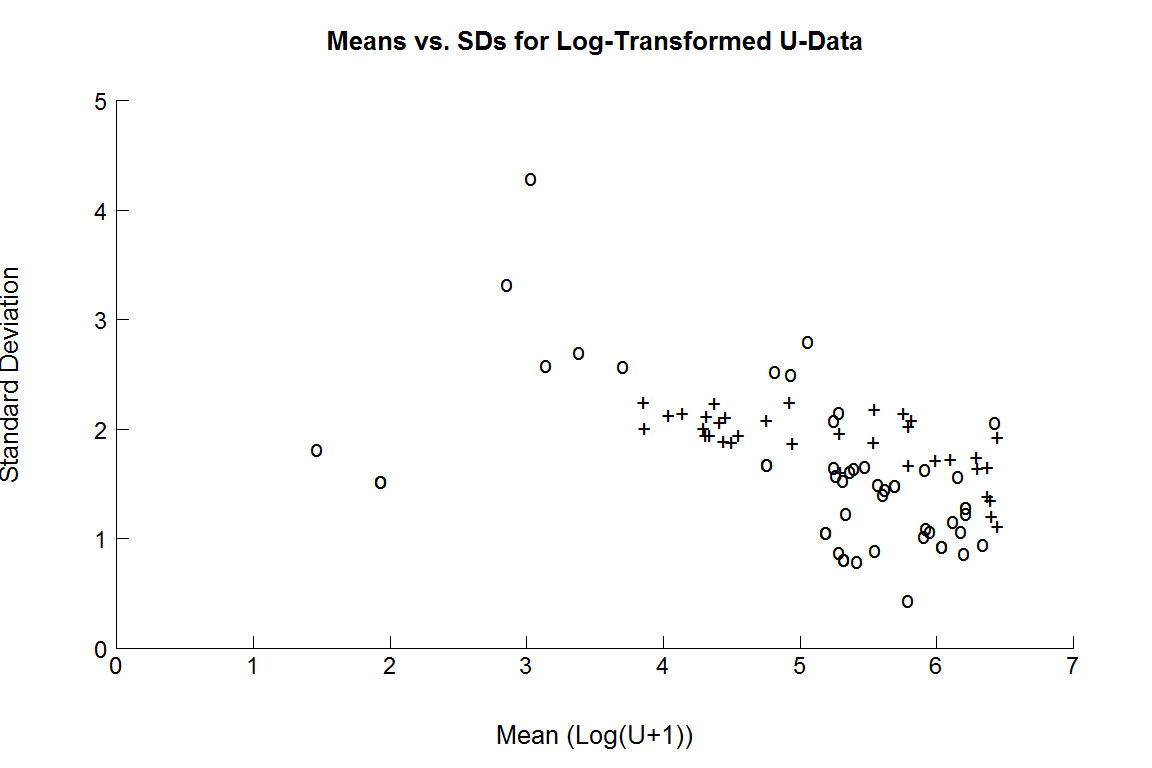 Means vs. SDs for Log-Transformed U-Data
5
4
3
2
1
0
Standard Deviation
0 1 2 3 4 5 6 7
Mean (Log(U+1))